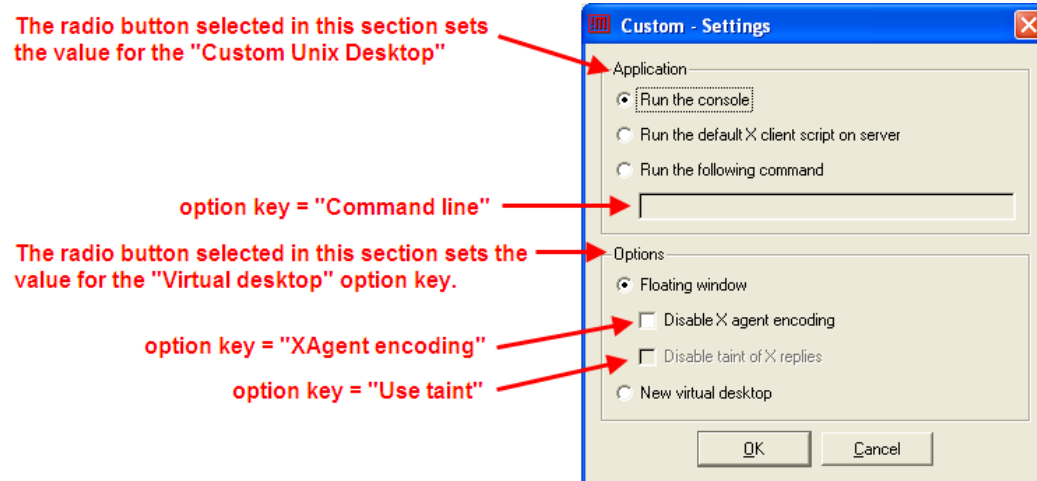 The radio button selected in this section sets
the value for the "Custom Unix Desktop"
Custom - Settings
Application
Run the console
Run the default X client script on server
Run the following command
option key = "Command line"
The radio button selected in this section sets the
value for the "Virtual desktop" option key.
Options
Floating window
Disable X agent encoding
option key = "XAgent encoding"
Disable taint of X replies
option key = "Use taint"
New virtual desktop
OK
Cancel